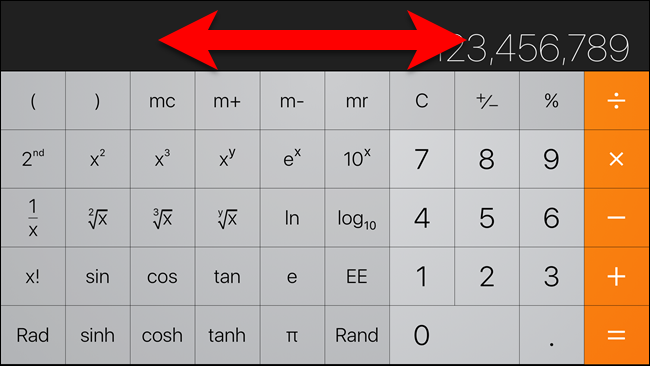 123,456,789
( ) mc m+ m- mr C +/− % ÷
2ⁿᵈ x² x³ xʸ eˣ 10ˣ 7 8 9 ×
1/x ²√x ³√x ʸ√x ln log₁₀ 4 5 6 −
x! sin cos tan e EE 1 2 3 +
Rad sinh cosh tanh π Rand 0 . =